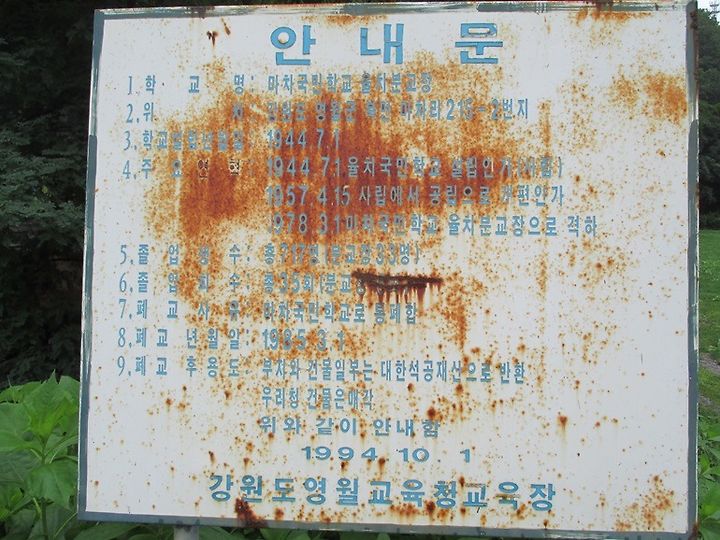 안내문
1. 학 교 명 : 마차국민학교 율치분교장
2. 위 치 : 강원도 영월군 북면 마차리 215-2번지
3. 학교설립년월일 : 1944 7.1
4. 주 요 연 혁 : 1944 7.1. 율치국민학교 설립인가(사립)
1957. 4. 15 사립에서 공립으로 개편인가
1978 3.1 마차국민학교 율치분교장으로 격하
5. 졸 업 생 수 : 총717명(분교장33명)
6. 졸 업 회 수 : 총35회(분교장
7. 폐 교 사 유 : 마차국민학교로 통폐합
8. 폐 교 년 월 일 : 1985. 3. 1
9. 폐교 후 용 도 : 부지와 건물일부는 대한석공재산으로 반환
우리청 건물은매각
위와 같이 안내함
1994 10 1
강원도영월교육청교육장